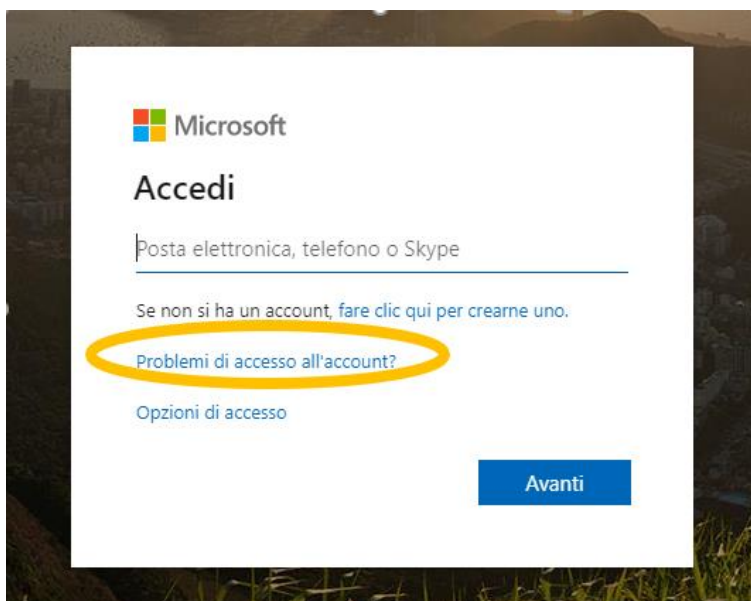 Microsoft
Accedi
Posta elettronica, telefono o Skype
Se non si ha un account, fare clic qui per crearne uno.
Problemi di accesso all'account?
Opzioni di accesso
Avanti